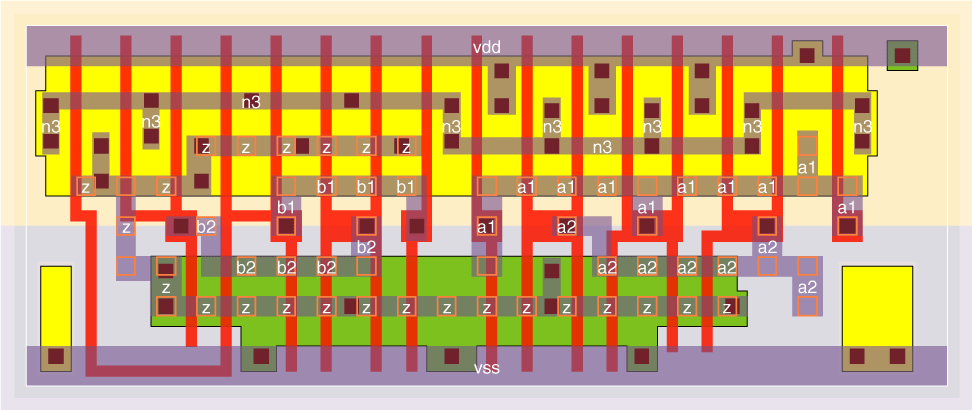 vdd
n3
n3 n3 n3 n3 n3 n3
z z z z z n3
a1
z z b1 b1 b1 a1 a1 a1 a1 a1 a1
b1 a1 a1
z b2 a1 a2
b2 a2
b2 b2 b2 a2 a2 a2 a2
z a2
z z z z z z z z z z z z z z
vss